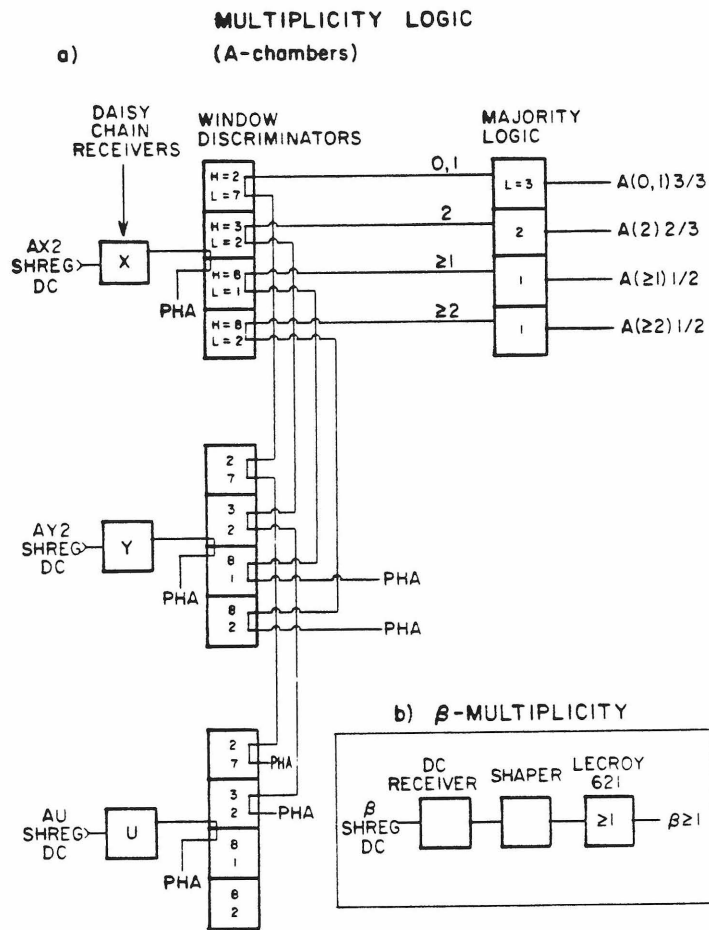 MULTIPLICITY LOGIC
a) (A-chambers)
DAISY
CHAIN
RECEIVERS
WINDOW
DISCRIMINATORS
MAJORITY
LOGIC
H=2
L=7
0,1
L=3
A(0,1)3/3
H=3
L=2
2
2
A(2) 2/3
AX2
SHREG
DC
X
PHA
H=8
L=1
≥1
1
A(≥1) 1/2
H=8
L=2
≥2
1
A(≥2) 1/2
2
7
3
2
AY2
SHREG
DC
Y
PHA
8
1
PHA
8
2
PHA
2
7
PHA
3
2
PHA
AU
SHREG
DC
U
PHA
8
1
8
2
b) β-MULTIPLICITY
DC
RECEIVER
SHAPER
LECROY
621
β
SHREG
DC
≥1
β≥1